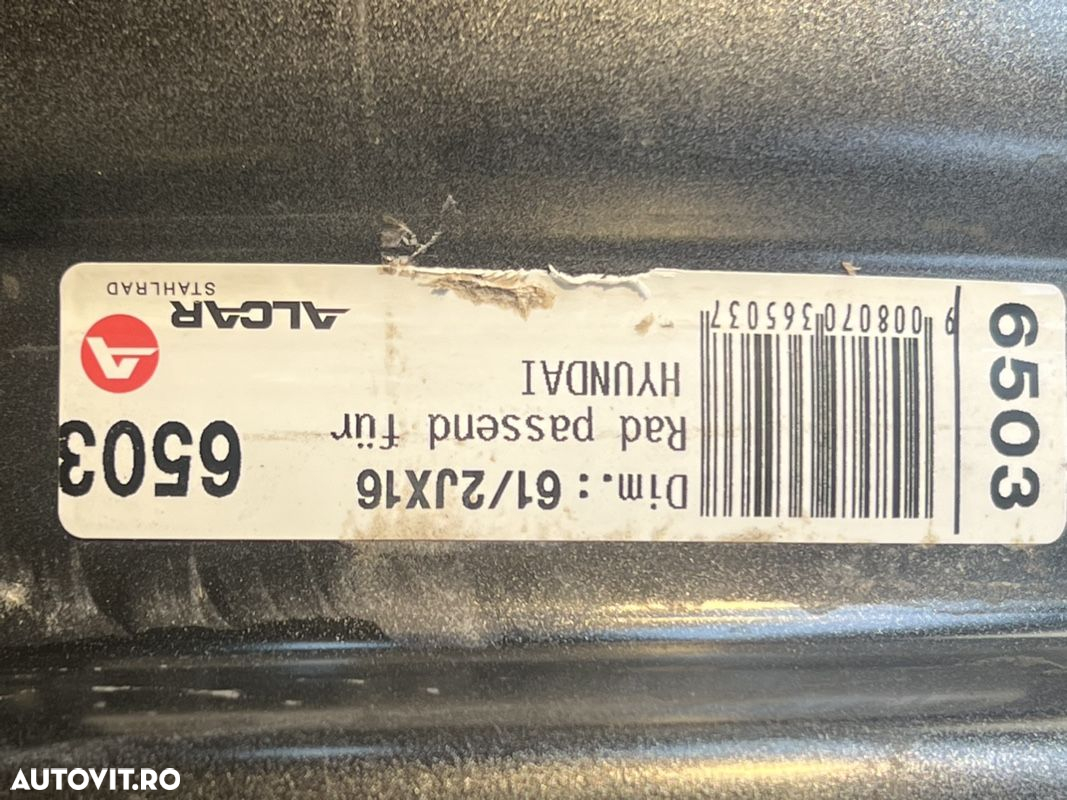 6503
Dim.: 61/2JX16
Rad passend für
HYUNDAI
6503
ALCAR
STAHLRAD
9 008070 365037
AUTOVIT.RO